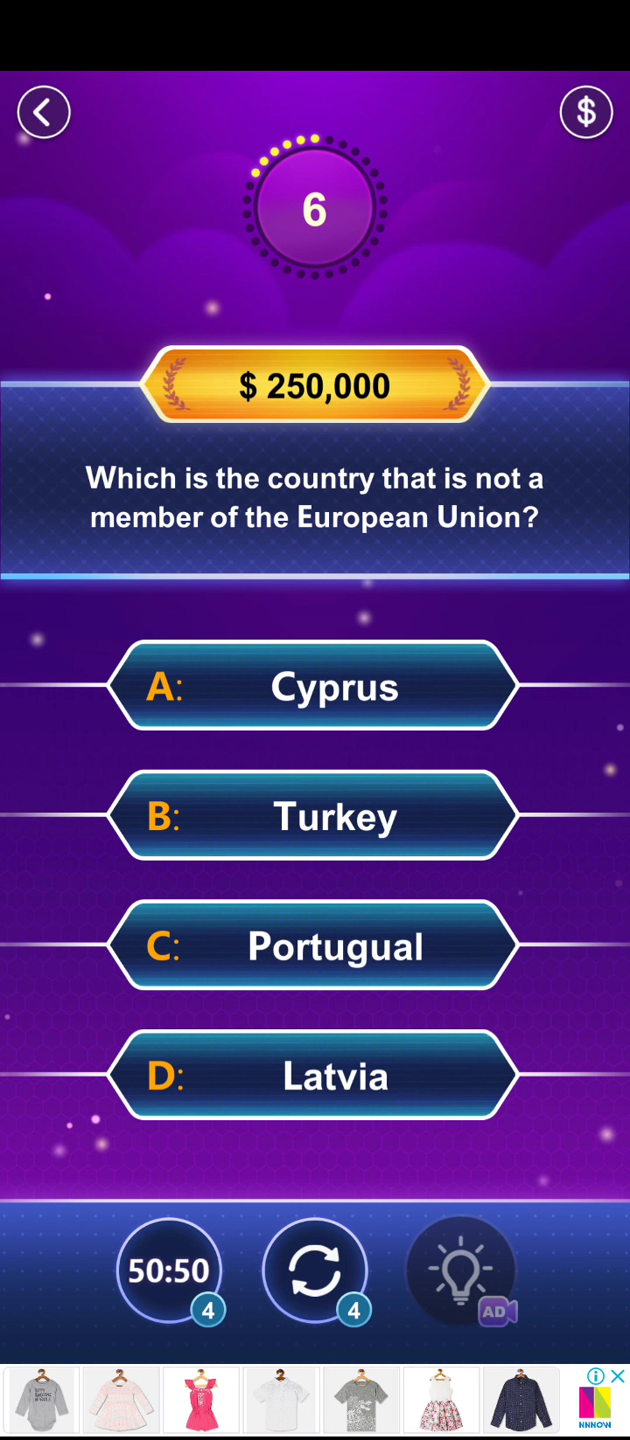 $
6
$ 250,000
Which is the country that is not a
member of the European Union?
A: Cyprus
B: Turkey
C: Portugual
D: Latvia
50:50
4
4
AD
NNNOW